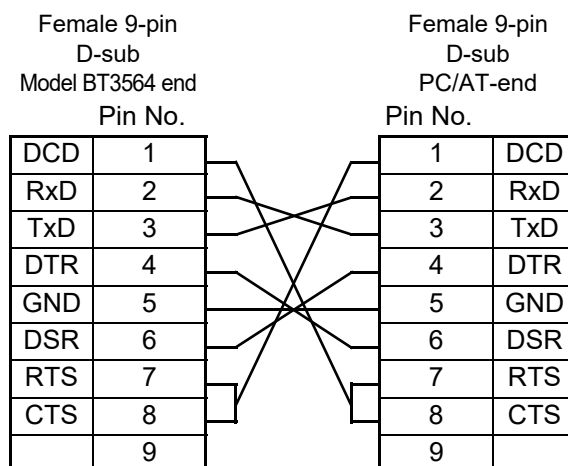 Female 9-pin
D-sub
Model BT3564 end
Pin No.
DCD 1
RxD 2
TxD 3
DTR 4
GND 5
DSR 6
RTS 7
CTS 8
9
Female 9-pin
D-sub
PC/AT-end
Pin No.
1 DCD
2 RxD
3 TxD
4 DTR
5 GND
6 DSR
7 RTS
8 CTS
9